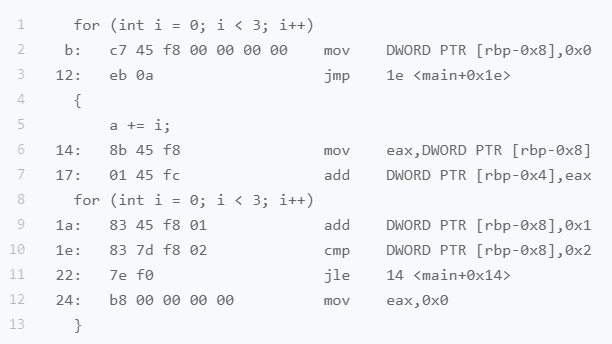 1 for (int i = 0; i < 3; i++)
2 b: c7 45 f8 00 00 00 00 mov DWORD PTR [rbp-0x8],0x0
3 12: eb 0a jmp 1e <main+0x1e>
4 {
5 a += i;
6 14: 8b 45 f8 mov eax,DWORD PTR [rbp-0x8]
7 17: 01 45 fc add DWORD PTR [rbp-0x4],eax
8 for (int i = 0; i < 3; i++)
9 1a: 83 45 f8 01 add DWORD PTR [rbp-0x8],0x1
10 1e: 83 7d f8 02 cmp DWORD PTR [rbp-0x8],0x2
11 22: 7e f0 jle 14 <main+0x14>
12 24: b8 00 00 00 00 mov eax,0x0
13 }